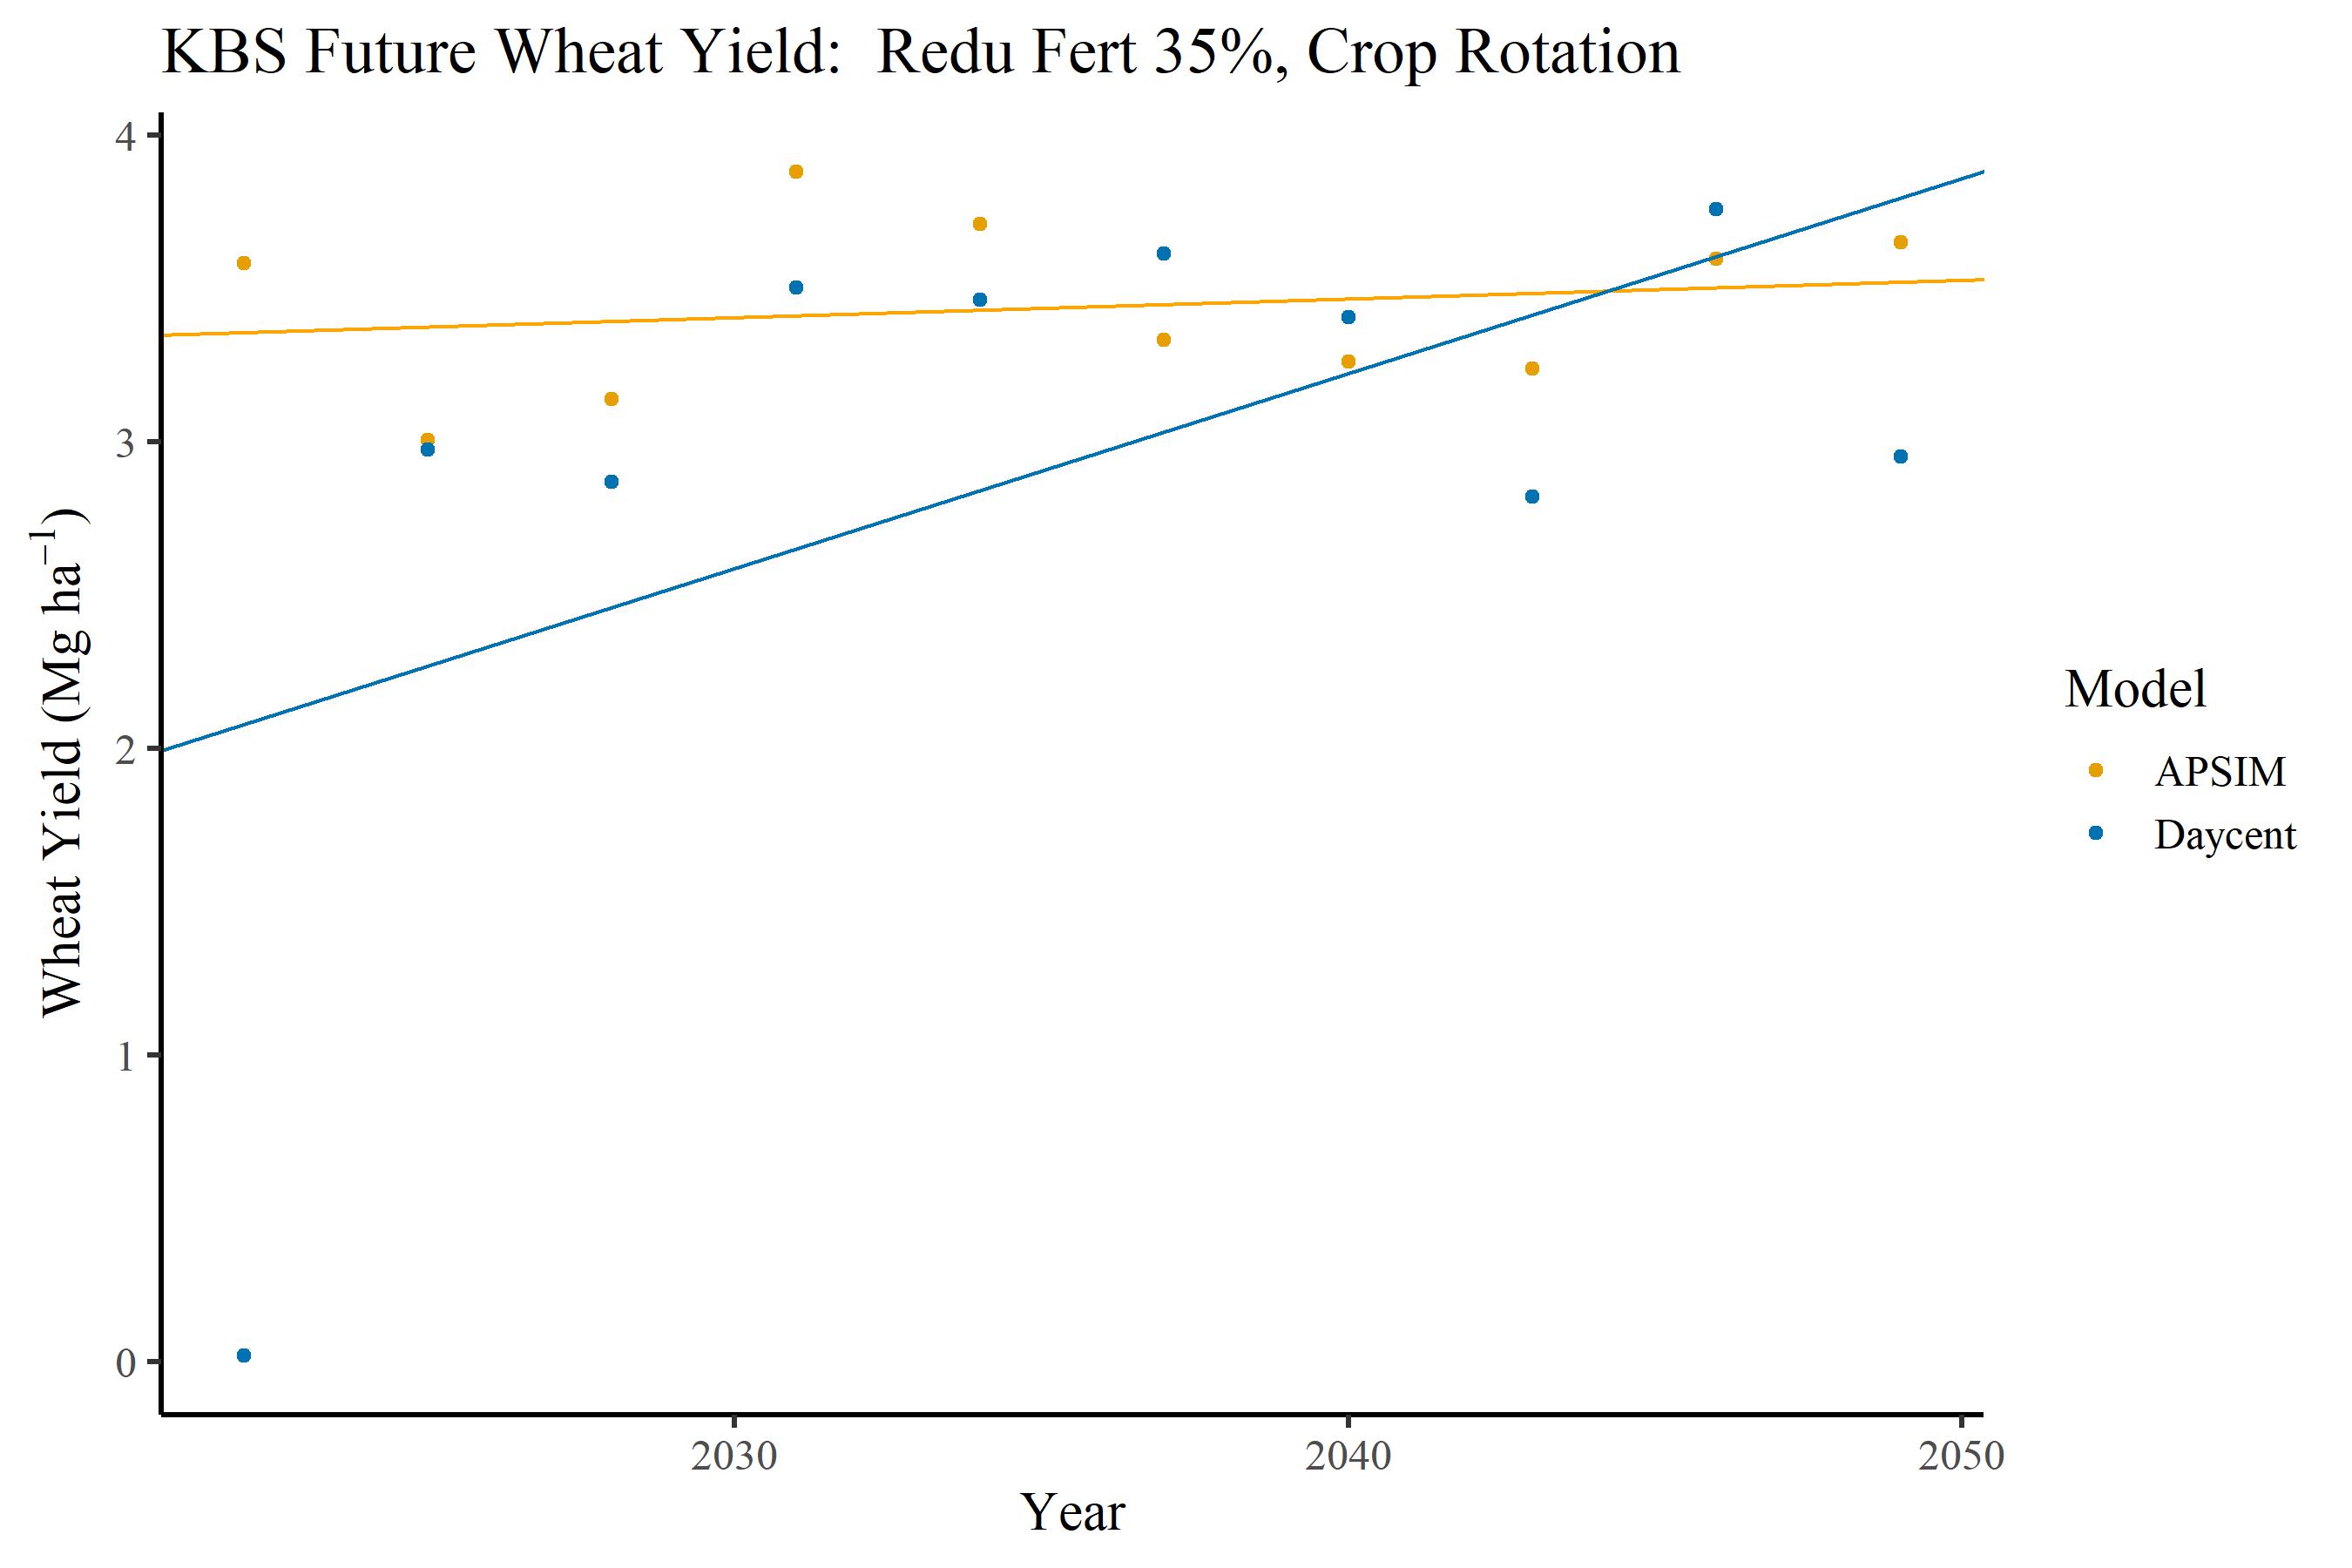 KBS Future Wheat Yield:  Redu Fert 35%, Crop Rotation
4
3
2
1
0
Wheat Yield (Mg ha⁻¹)
2030 2040 2050
Year
Model
APSIM
Daycent